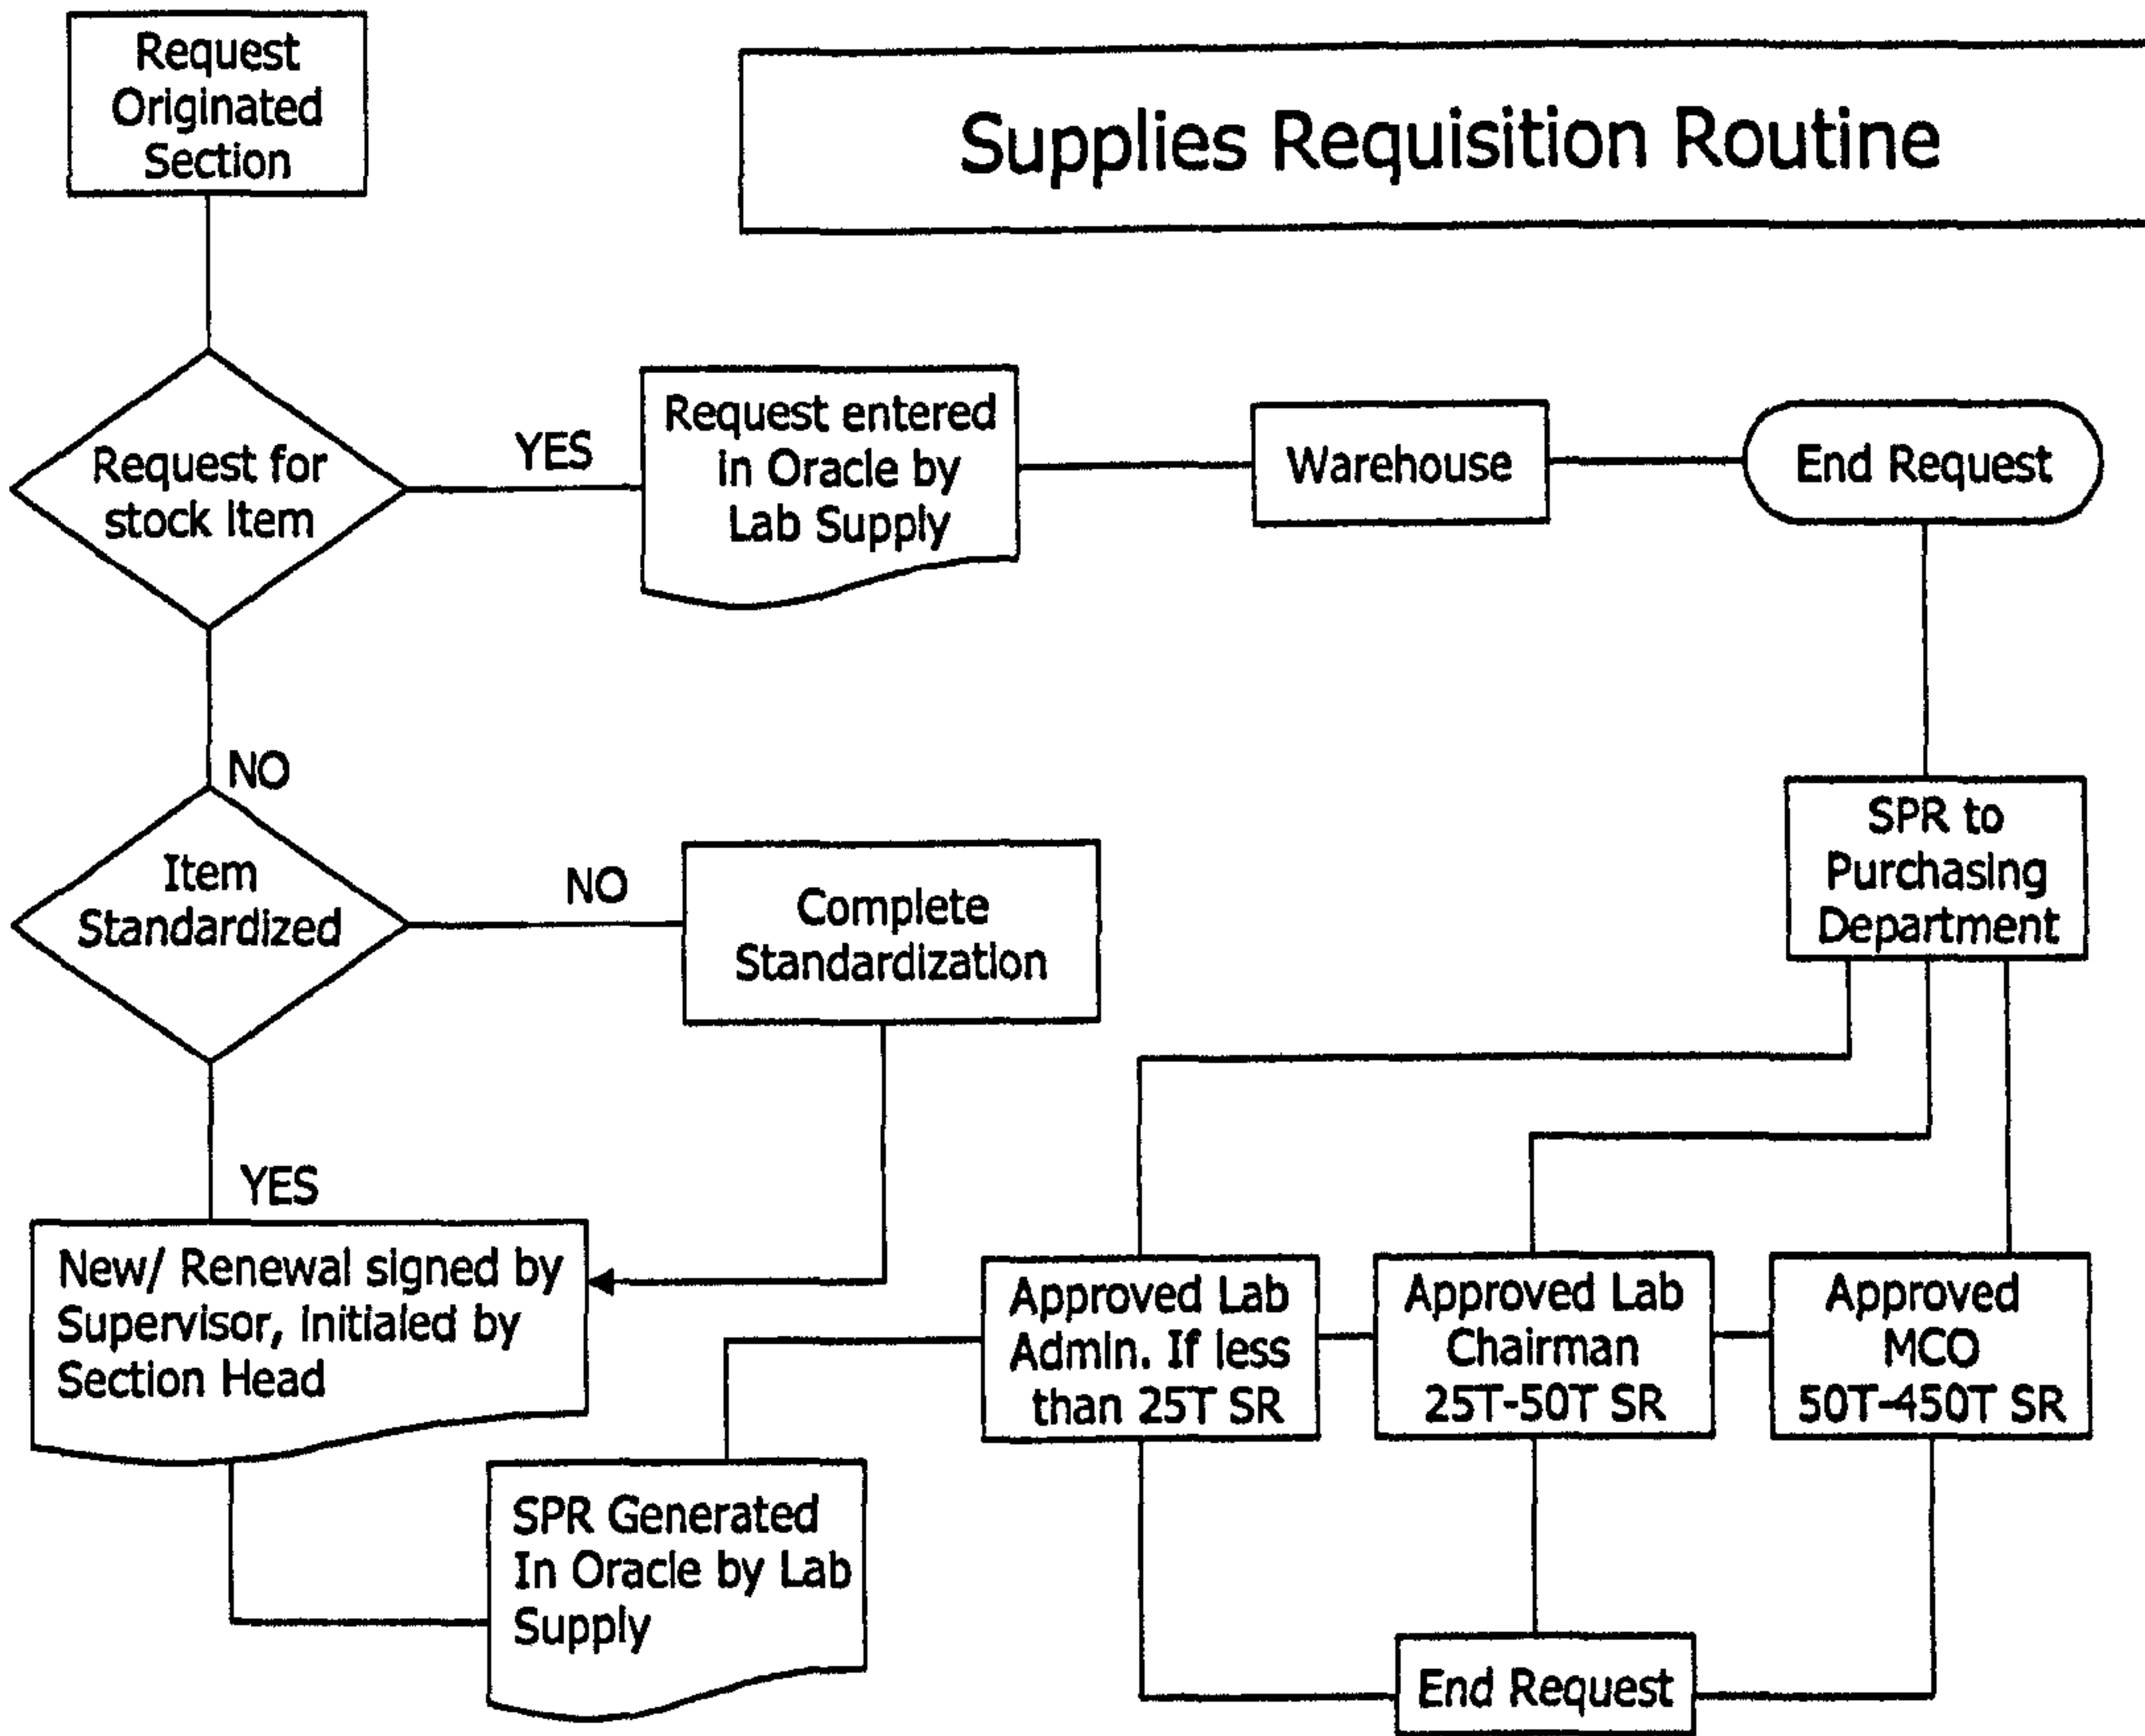 Request
Originated
Section
Supplies Requisition Routine
Request for
stock Item
YES
Request entered
in Oracle by
Lab Supply
Warehouse
End Request
NO
Item
Standardized
NO
Complete
Standardization
SPR to
Purchasing
Department
YES
New/ Renewal signed by
Supervisor, initialed by
Section Head
Approved Lab
Admin. If less
than 25T SR
Approved Lab
Chairman
25T-50T SR
Approved
MCO
50T-450T SR
SPR Generated
In Oracle by Lab
Supply
End Request